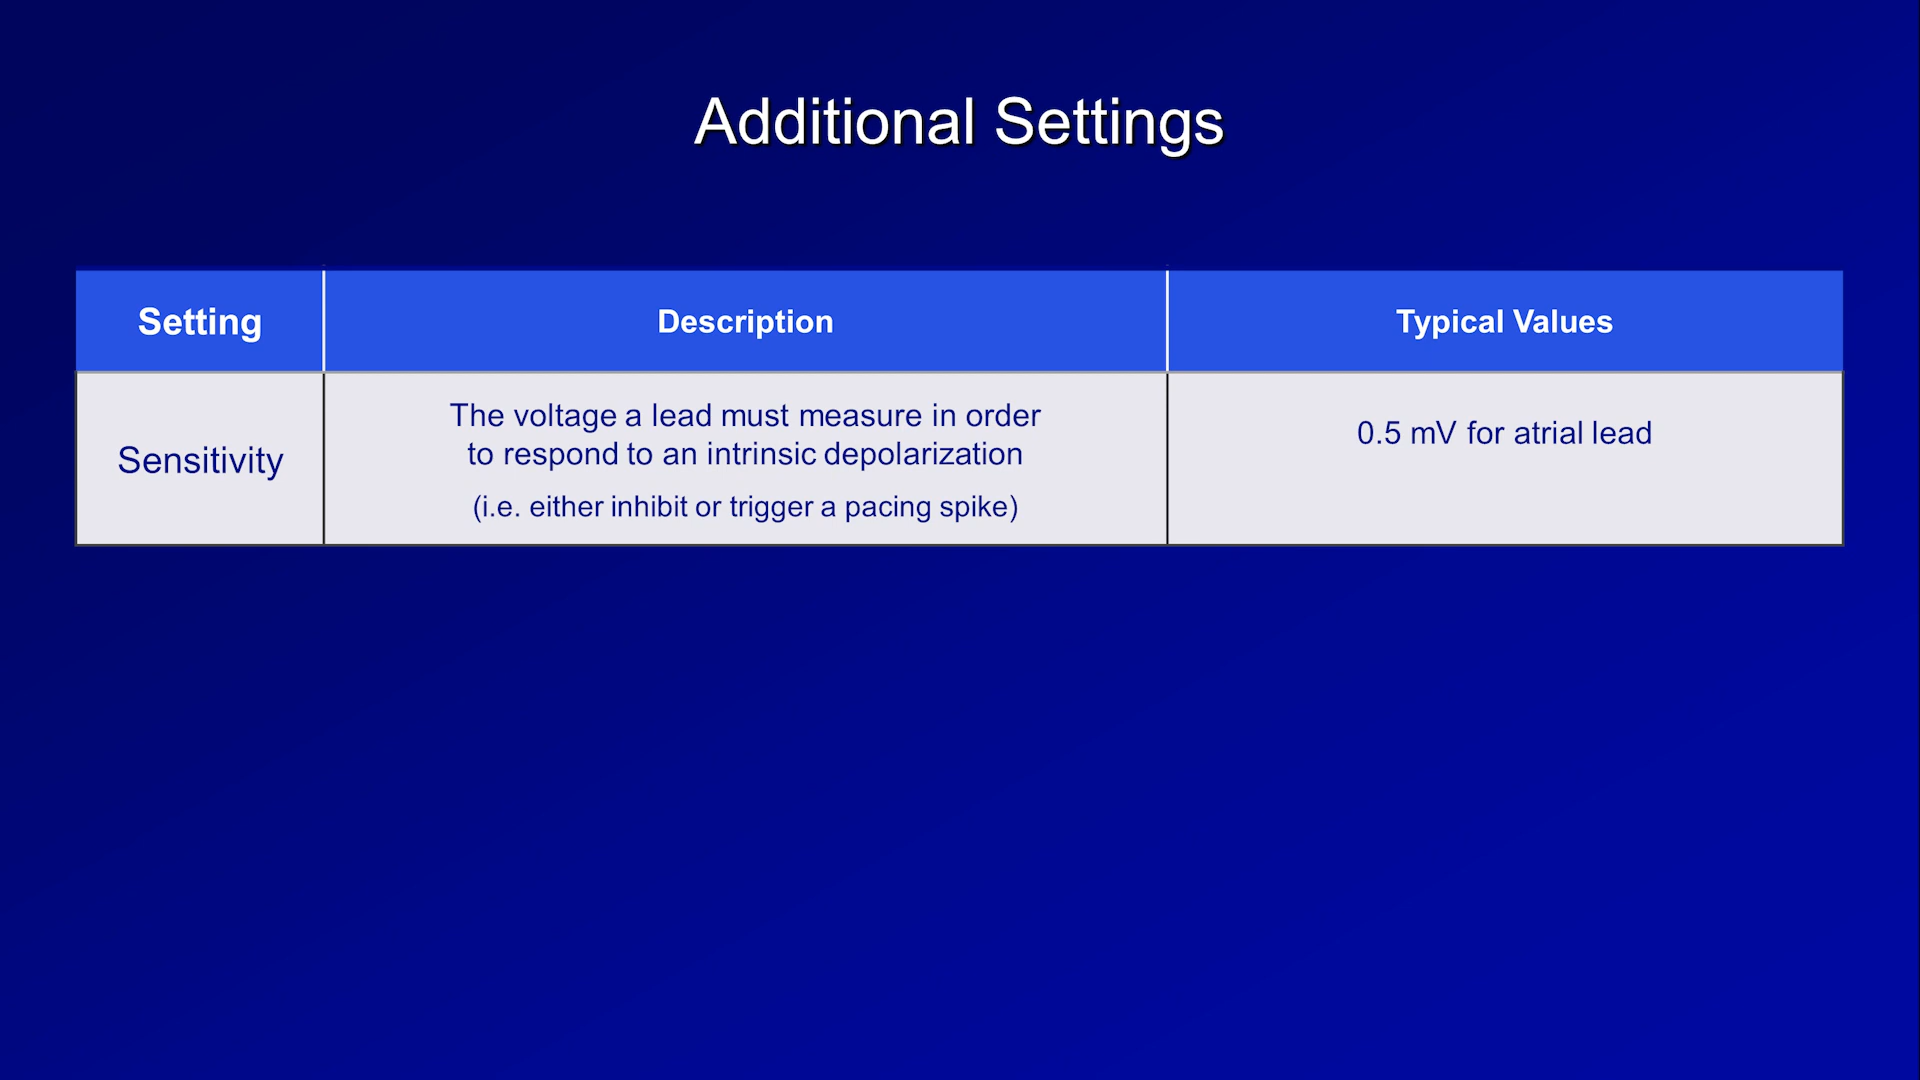 Additional Settings
Setting
Description
Typical Values
Sensitivity
The voltage a lead must measure in order
to respond to an intrinsic depolarization
(i.e. either inhibit or trigger a pacing spike)
0.5 mV for atrial lead